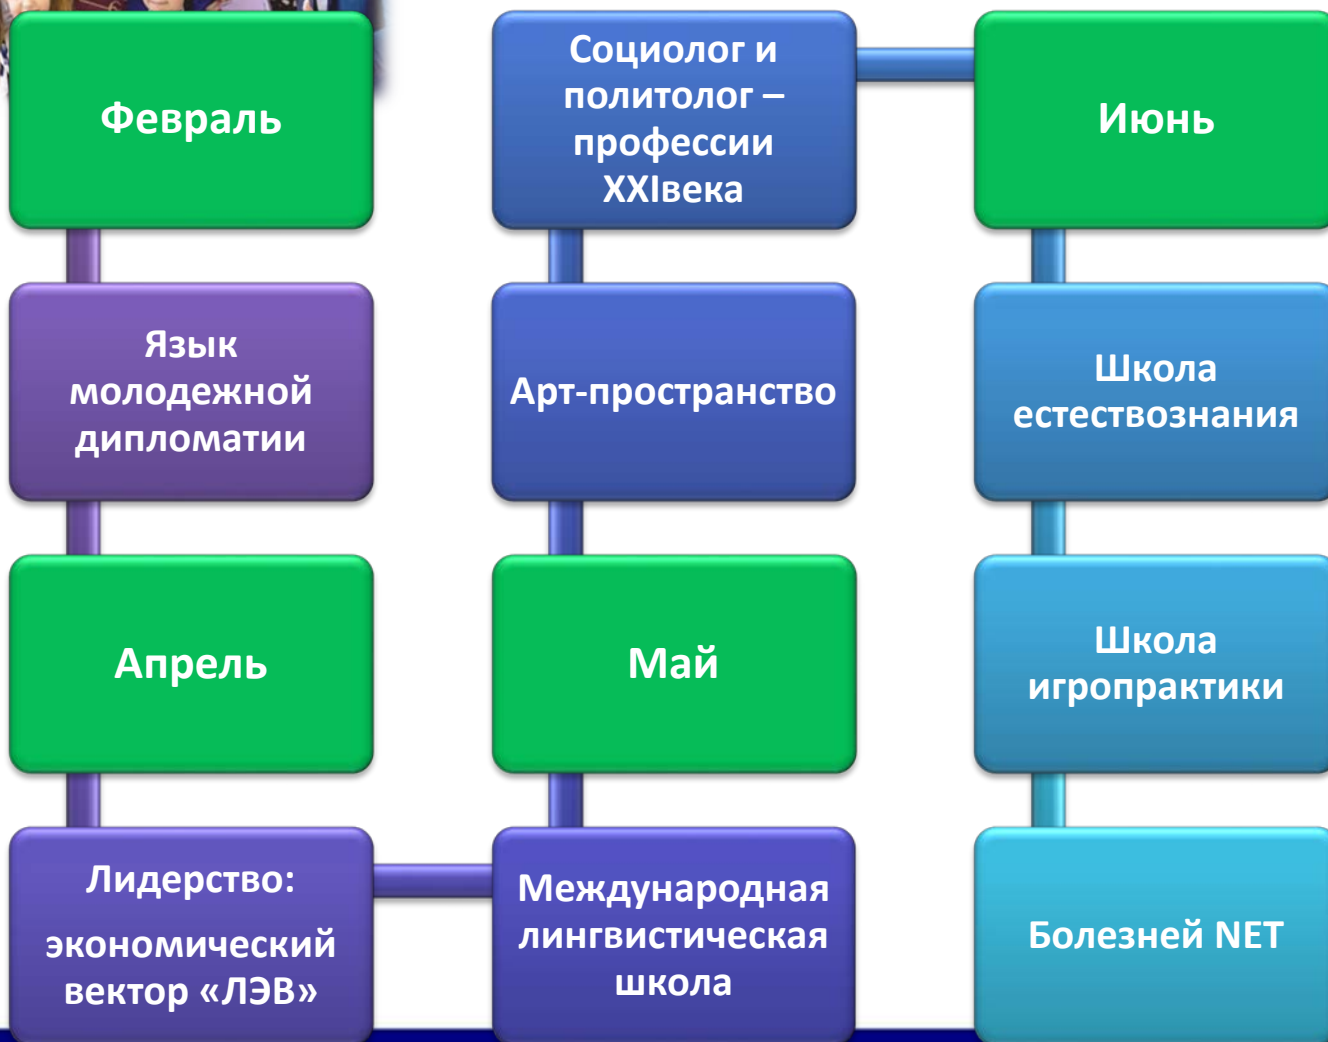 Февраль
Язык
молодежной
дипломатии
Апрель
Лидерство:
экономический
вектор «ЛЭВ»
Международная
лингвистическая
школа
Май
Арт-пространство
Социолог и
политолог –
профессии
XXIвека
Июнь
Школа
естествознания
Школа
игропрактики
Болезней NET